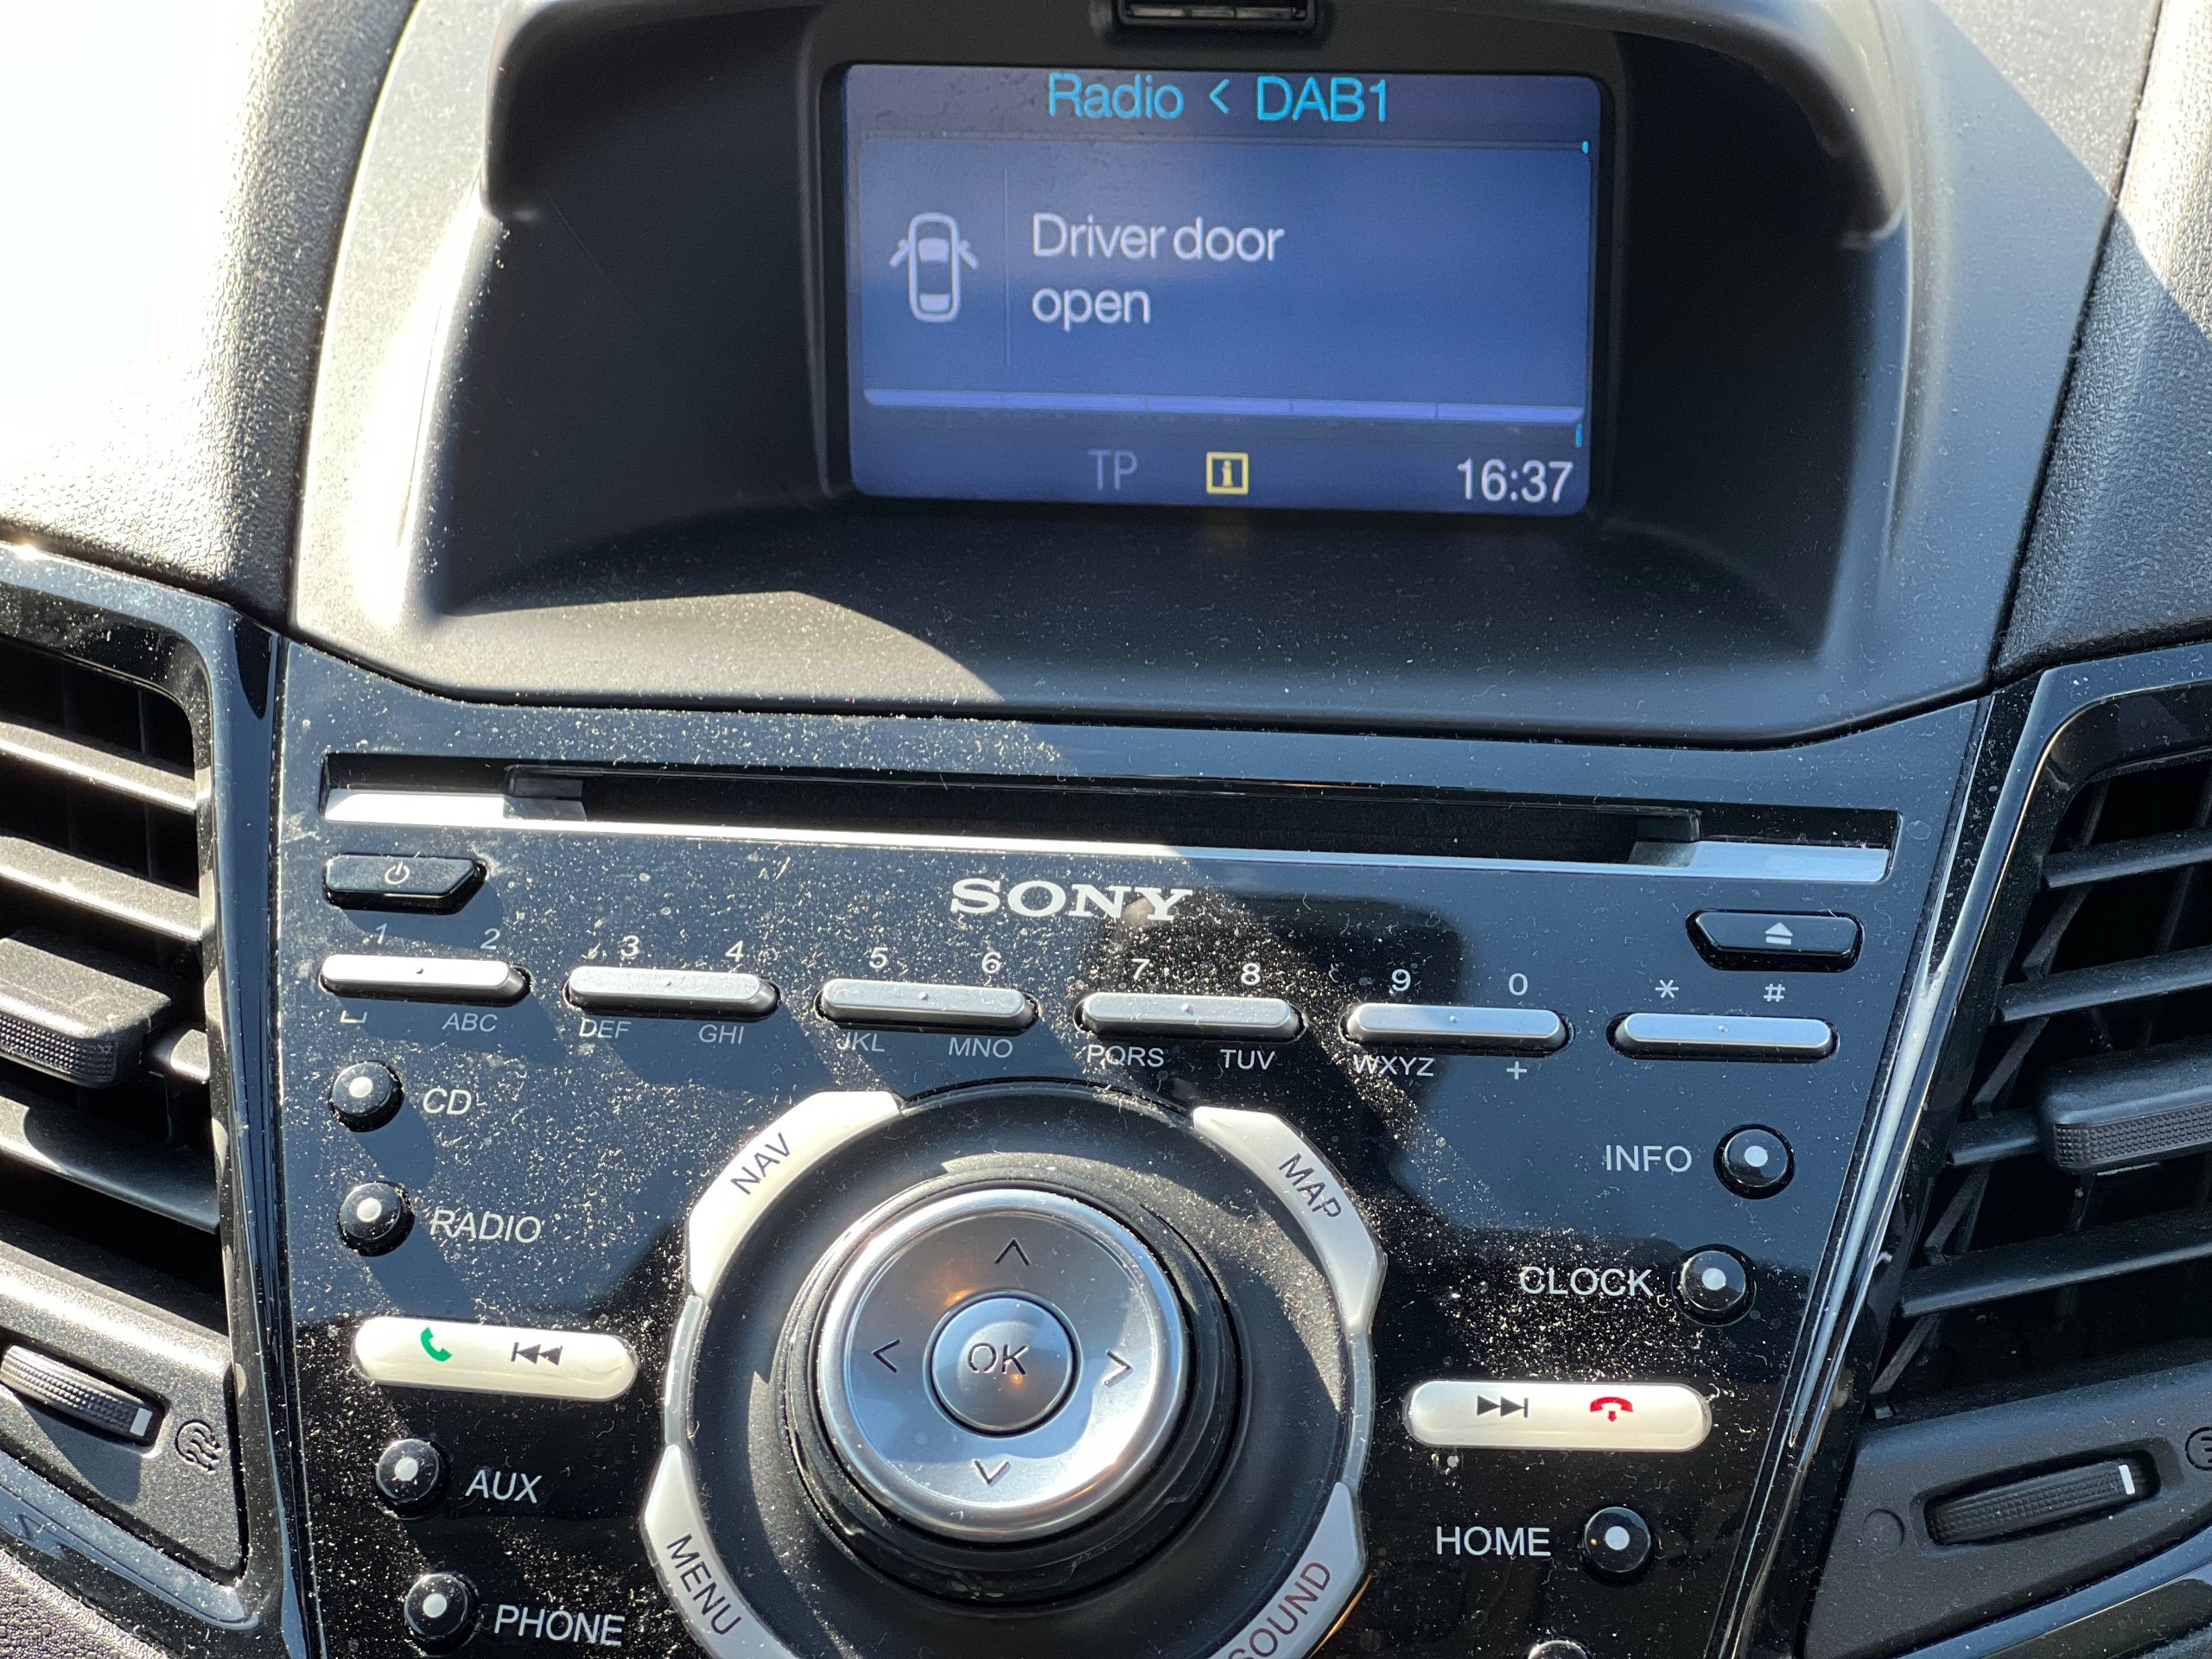 Radio < DAB1
Driver door
open
TP
i
16:37
SONY
1 2 3 4 5 6 7 8 9 0 * #
ABC DEF GHI JKL MNO PQRS TUV WXYZ +
CD
NAV
MAP
INFO
RADIO
CLOCK
OK
AUX
HOME
MENU
SOUND
PHONE